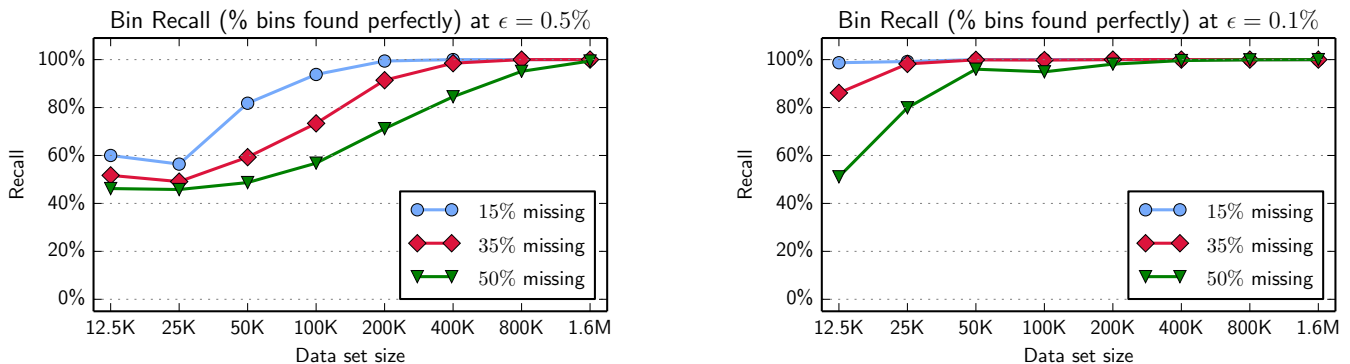 Bin Recall (% bins found perfectly) at ϵ = 0.5%
100%
80%
60%
40%
20%
0%
Recall
15% missing
35% missing
50% missing
12.5K 25K 50K 100K 200K 400K 800K 1.6M
Data set size
Bin Recall (% bins found perfectly) at ϵ = 0.1%
100%
80%
60%
40%
20%
0%
Recall
15% missing
35% missing
50% missing
12.5K 25K 50K 100K 200K 400K 800K 1.6M
Data set size